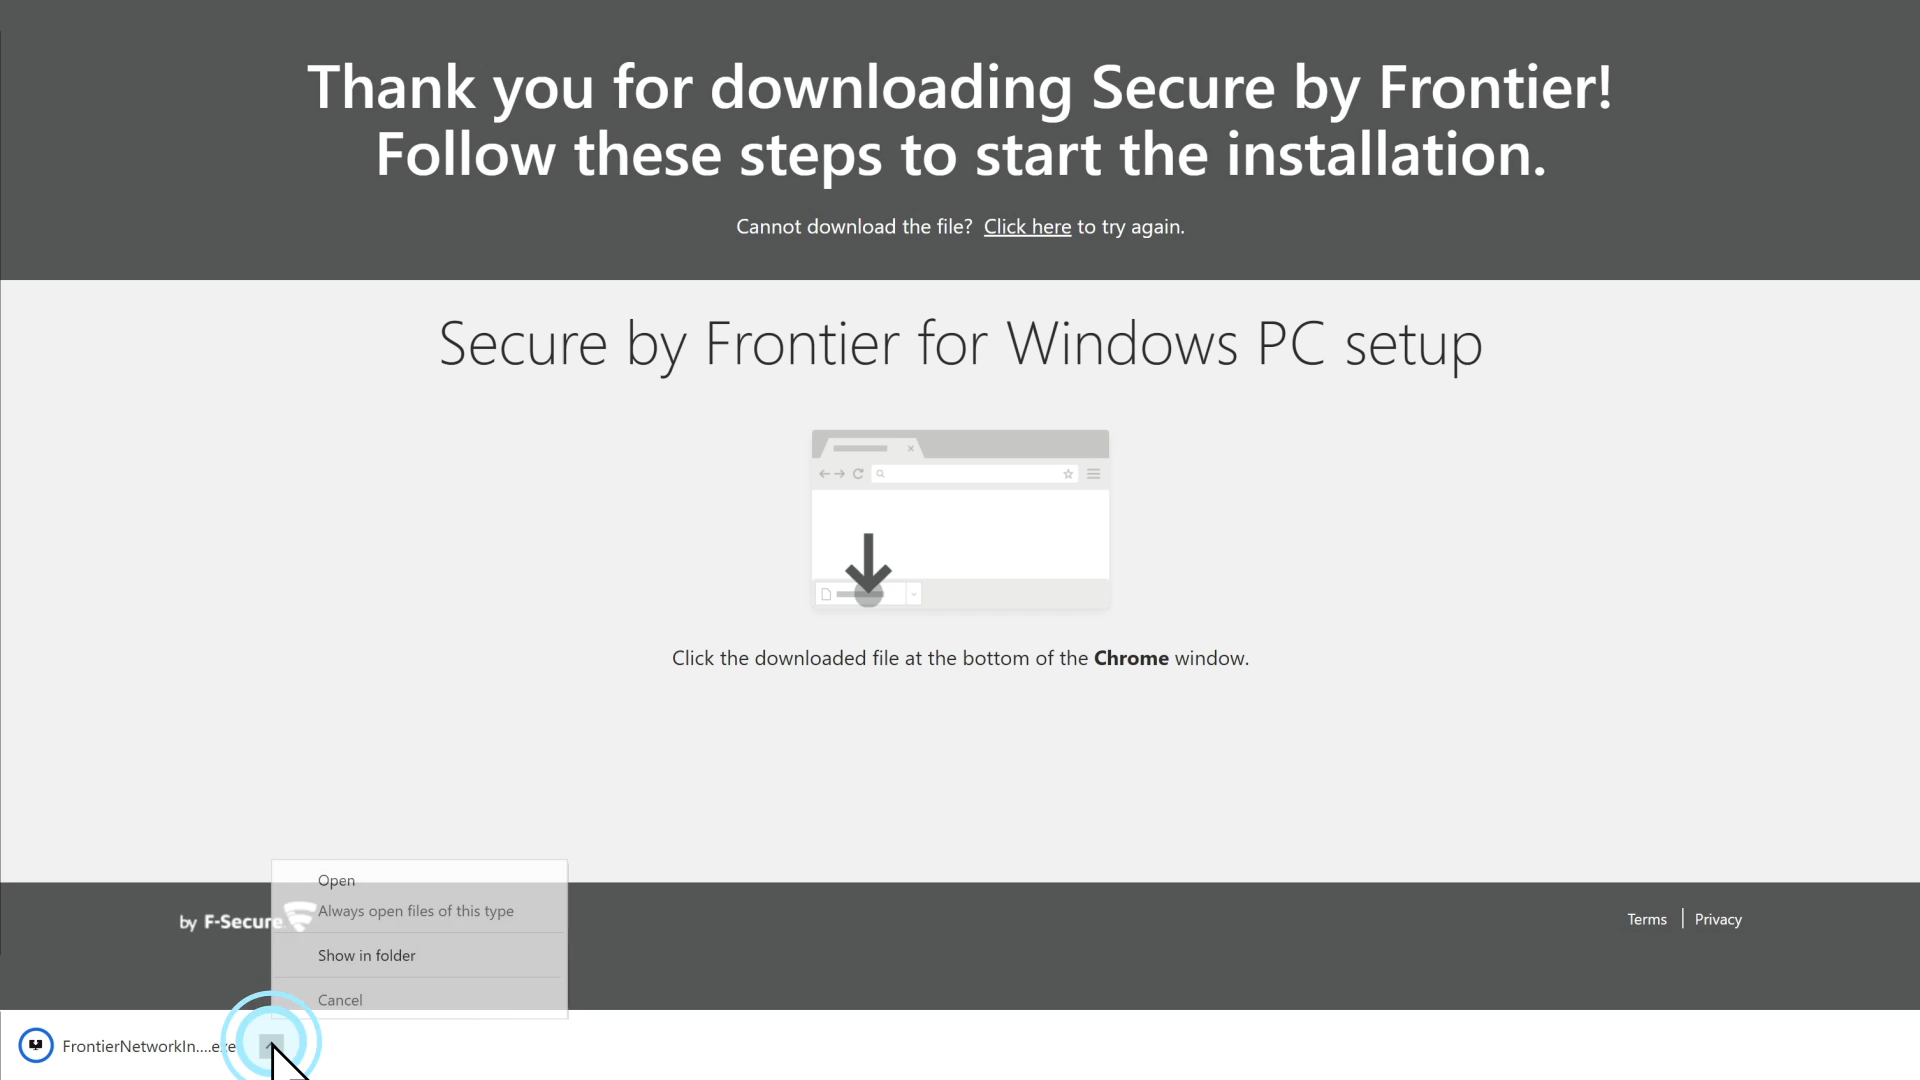 Thank you for downloading Secure by Frontier!
Follow these steps to start the installation.
Cannot download the file? Click here to try again.
Secure by Frontier for Windows PC setup
Click the downloaded file at the bottom of the Chrome window.
Open
Always open files of this type
by F-Secure
Terms | Privacy
Show in folder
Cancel
FrontierNetworkIn....exe